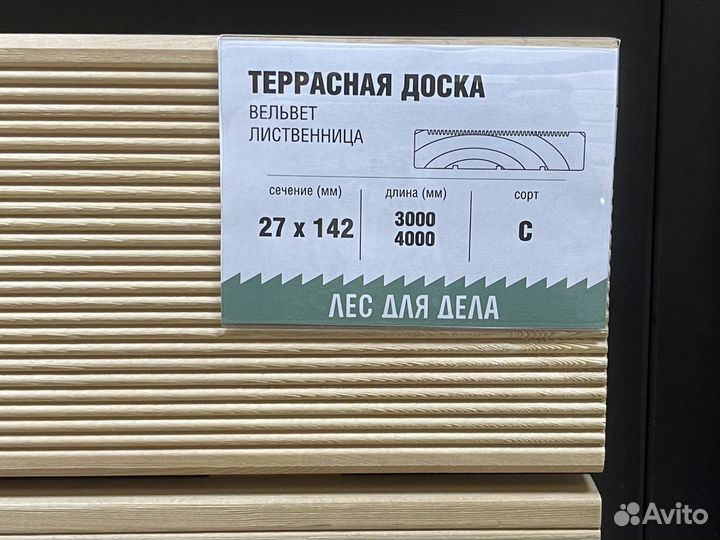 ТЕРРАСНАЯ ДОСКА
ВЕЛЬВЕТ
ЛИСТВЕННИЦА
сечение (мм)
27 x 142
длина (мм)
3000
4000
сорт
С
ЛЕС ДЛЯ ДЕЛА
Avito